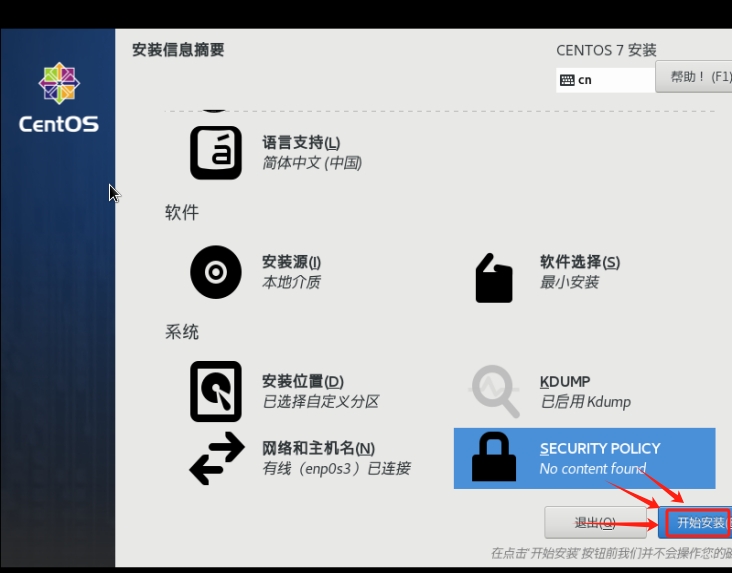 安装信息摘要
CENTOS 7 安装
cn
帮助！ (F1)
CentOS
语言支持(L)
简体中文 (中国)
软件
安装源(I)
本地介质
软件选择(S)
最小安装
系统
安装位置(D)
已选择自定义分区
KDUMP
已启用 Kdump
网络和主机名(N)
有线（enp0s3）已连接
SECURITY POLICY
No content found
退出(Q)
开始安装(
在点击'开始安装'按钮前我们并不会操作您的